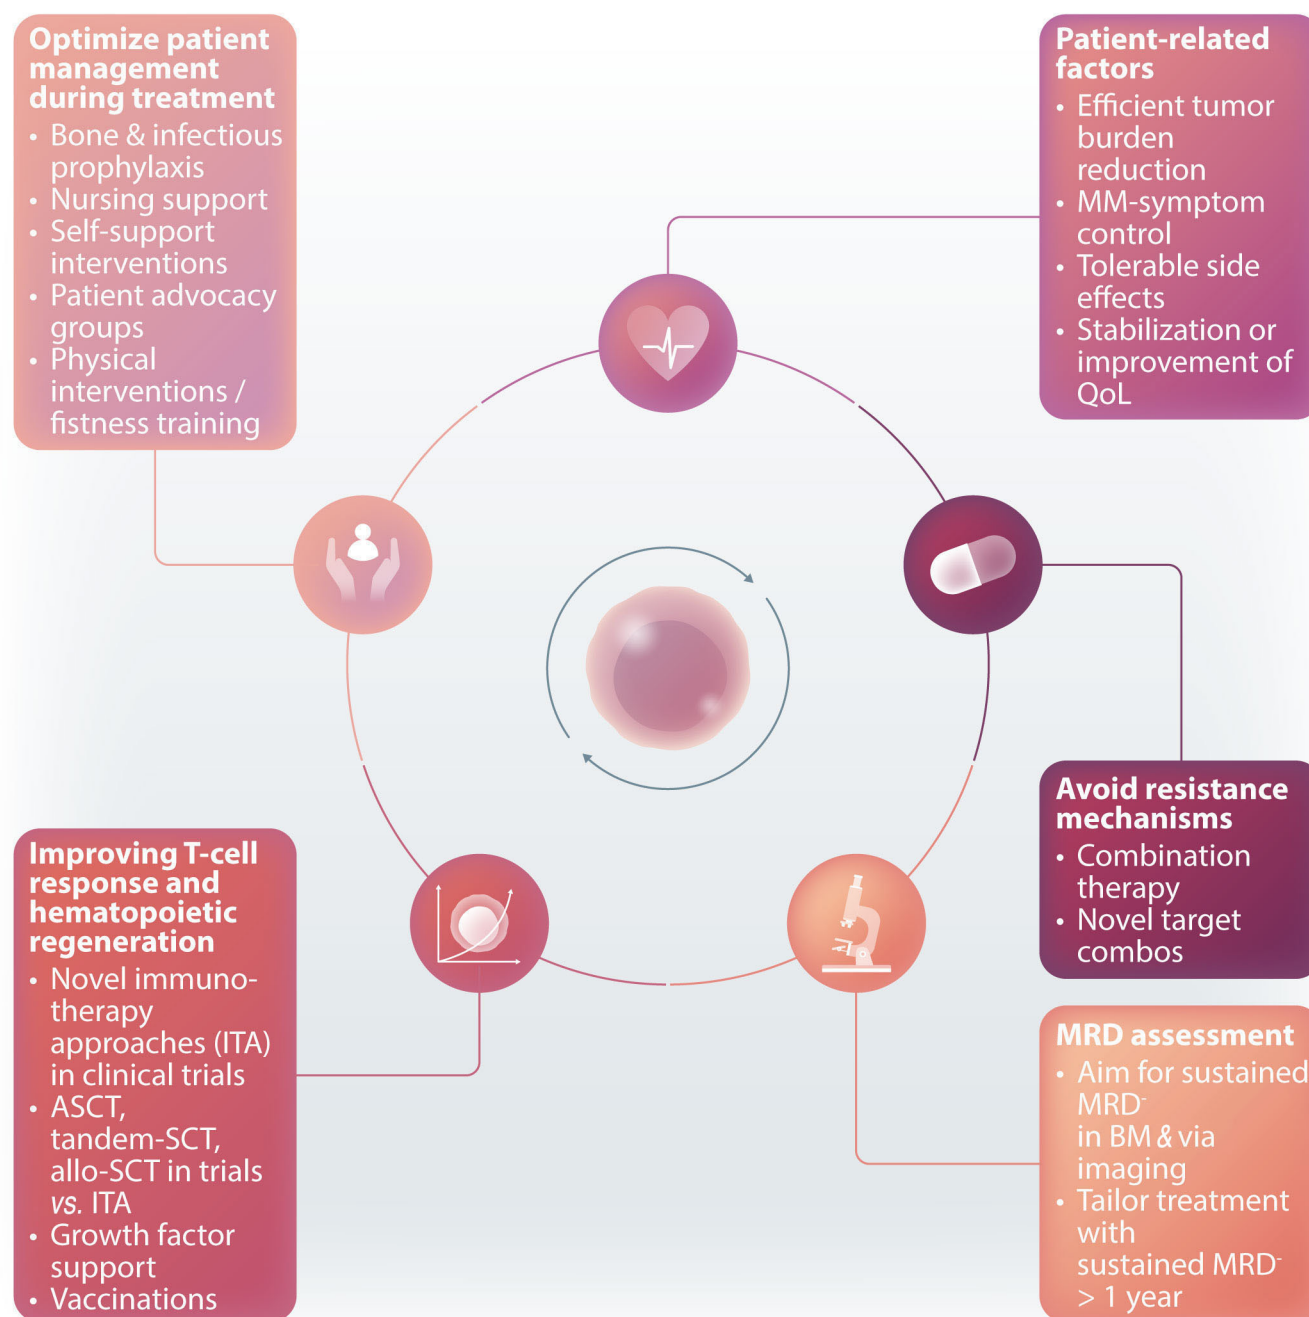 Optimize patient
management
during treatment
• Bone & infectious
prophylaxis
• Nursing support
• Self-support
interventions
• Patient advocacy
groups
• Physical
interventions /
fistness training
Patient-related
factors
• Efficient tumor
burden
reduction
• MM-symptom
control
• Tolerable side
effects
• Stabilization or
improvement of
QoL
Avoid resistance
mechanisms
• Combination
therapy
• Novel target
combos
MRD assessment
• Aim for sustained
MRD⁻
in BM & via
imaging
• Tailor treatment
with
sustained MRD⁻
> 1 year
Improving T-cell
response and
hematopoietic
regeneration
• Novel immuno-
therapy
approaches (ITA)
in clinical trials
• ASCT,
tandem-SCT,
allo-SCT in trials
vs. ITA
• Growth factor
support
• Vaccinations